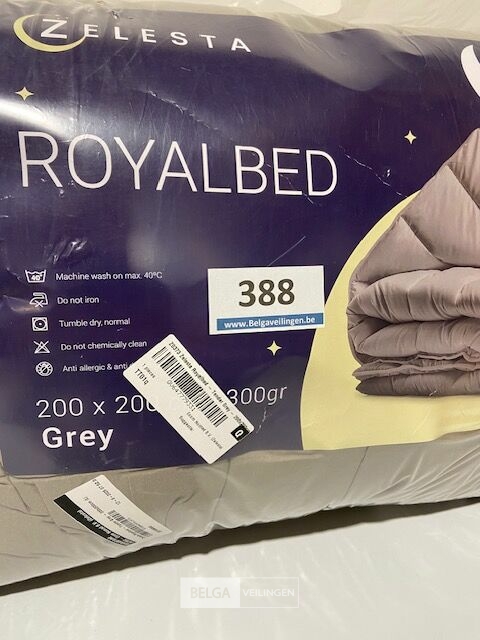 ZELESTA
ROYALBED
Machine wash on max. 40°C
Do not iron
Tumble dry, normal
Do not chemically clean
Anti allergic & anti
388
www.Belgaveilingen.be
200 x 200
300gr
Grey
BELGA VEILINGEN